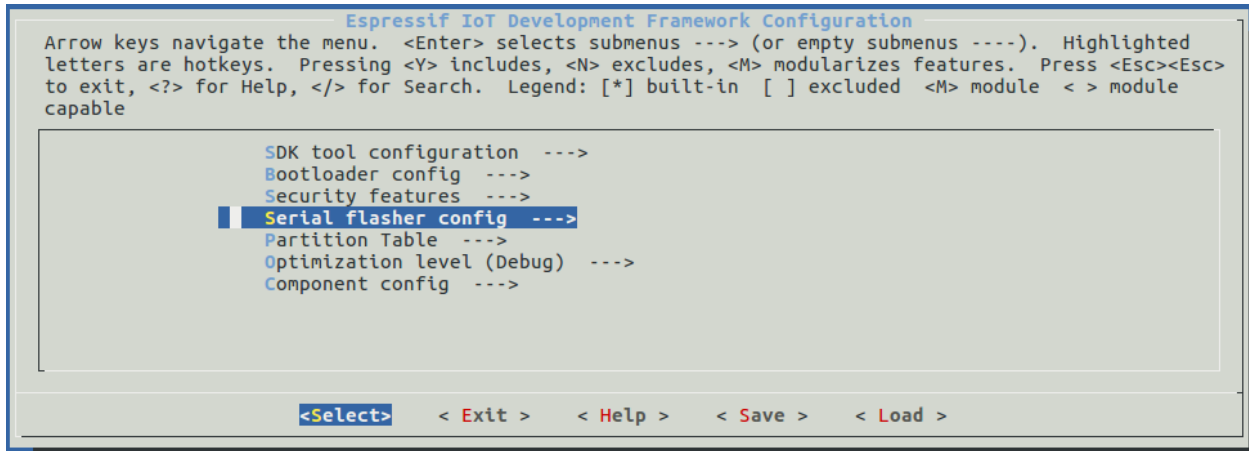 Espressif IoT Development Framework Configuration
Arrow keys navigate the menu. <Enter> selects submenus ---> (or empty submenus ----). Highlighted
letters are hotkeys. Pressing <Y> includes, <N> excludes, <M> modularizes features. Press <Esc><Esc>
to exit, <?> for Help, </> for Search. Legend: [*] built-in [ ] excluded <M> module < > module
capable
SDK tool configuration --->
Bootloader config --->
Security features --->
Serial flasher config --->
Partition Table --->
Optimization level (Debug) --->
Component config --->
<Select> < Exit > < Help > < Save > < Load >